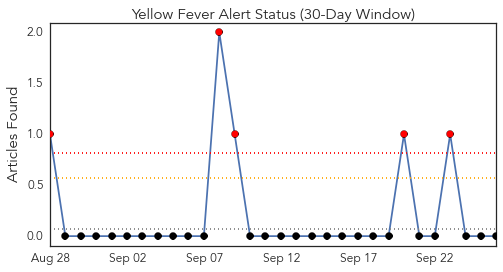 Yellow Fever Alert Status (30-Day Window)
Articles Found
2.0
1.5
1.0
0.5
0.0
Aug 28
Sep 02
Sep 07
Sep 12
Sep 17
Sep 22